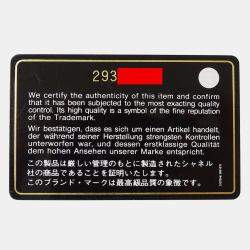 293
We certify the authenticity of this item and confirm
that it has been subjected to the most exacting quality
control. Its high quality is a symbol of the fine reputation
of the Trademark.
Wir bestätigen, dass es sich um einen Artikel handelt,
der während seiner Herstellung strengsten Kontrollen
unterworfen war, und dessen erstklassige Qualität
dem hohen Ansehen unserer Marke entspricht.
この製品は厳しい管理のもとに製造されたシャネル
社の商品であることを証明いたします。
このブランド・マークは最高級品質の象徴です。